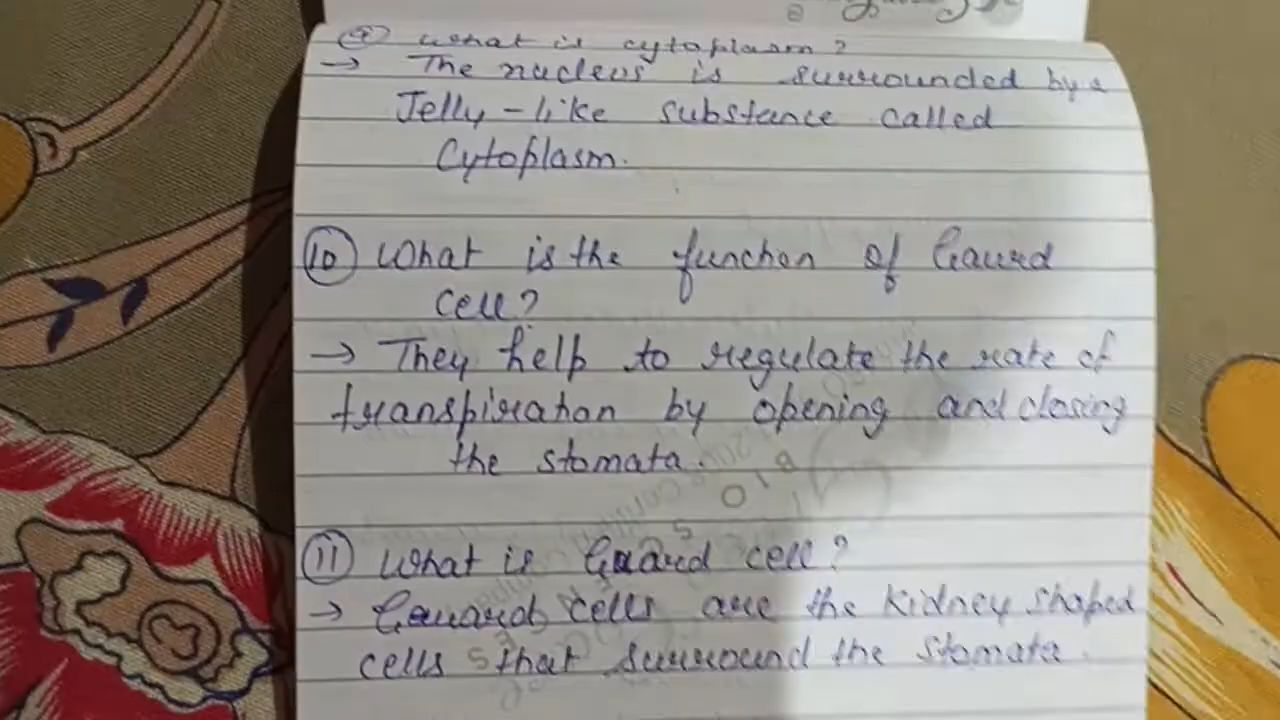 ⑨ What is cytoplasm?
→ The nucleus is surrounded by a
Jelly-like substance called
Cytoplasm.
⑩ What is the function of Gaurd
cell?
→ They help to regulate the rate of
transpiration by opening and closing
the stomata.
⑪ What is Guard cell?
→ Gauard cells are the kidney shaped
cells that surround the stomata